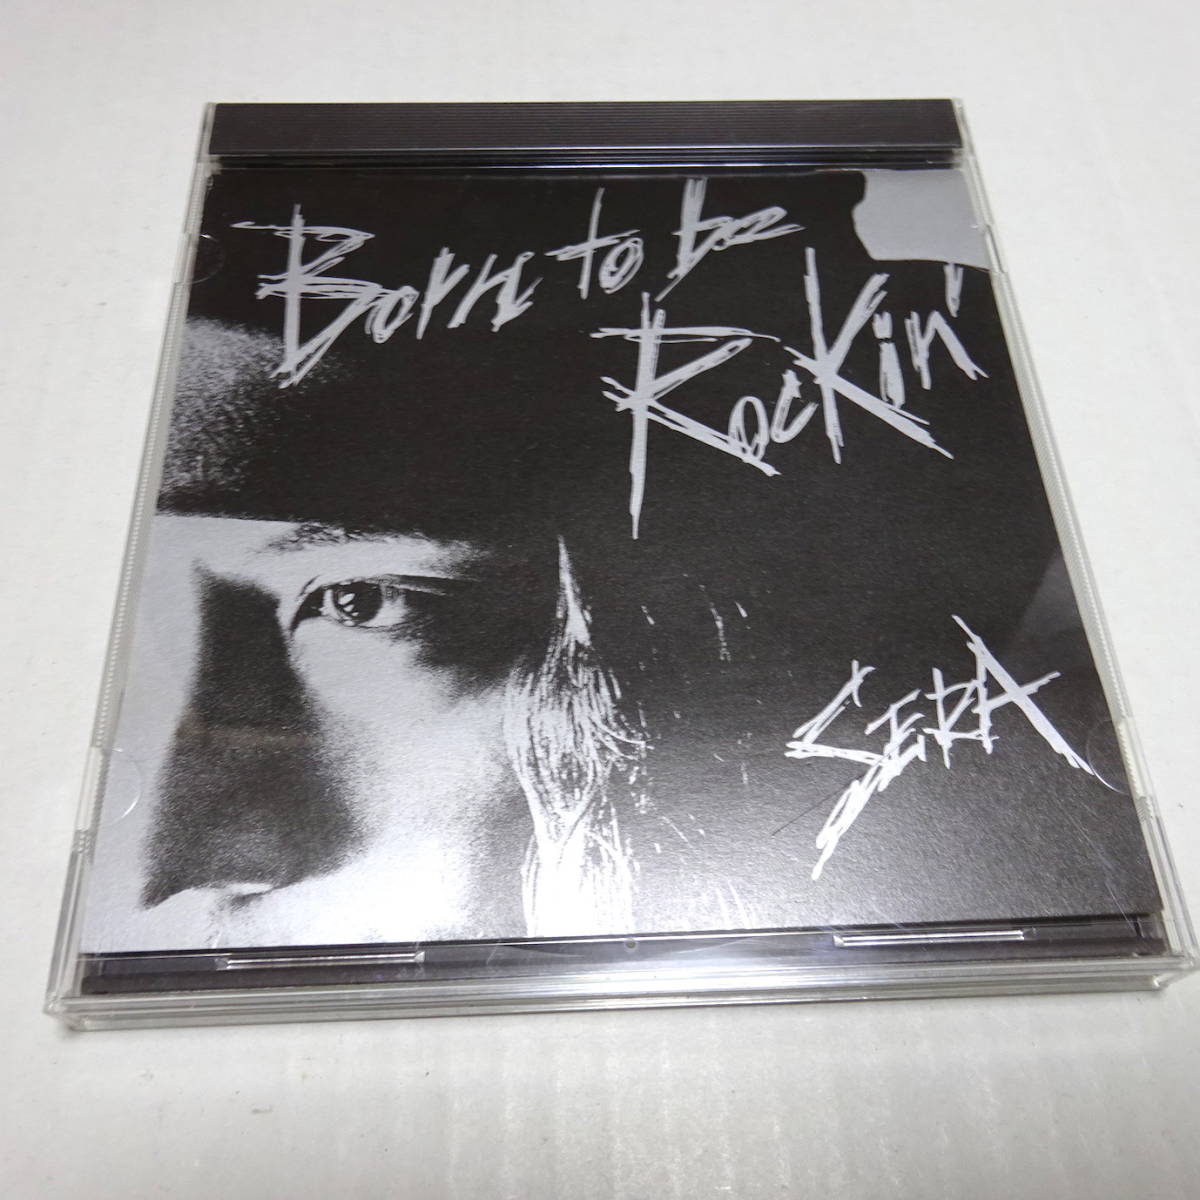 Born to be
Rockin'
SERA